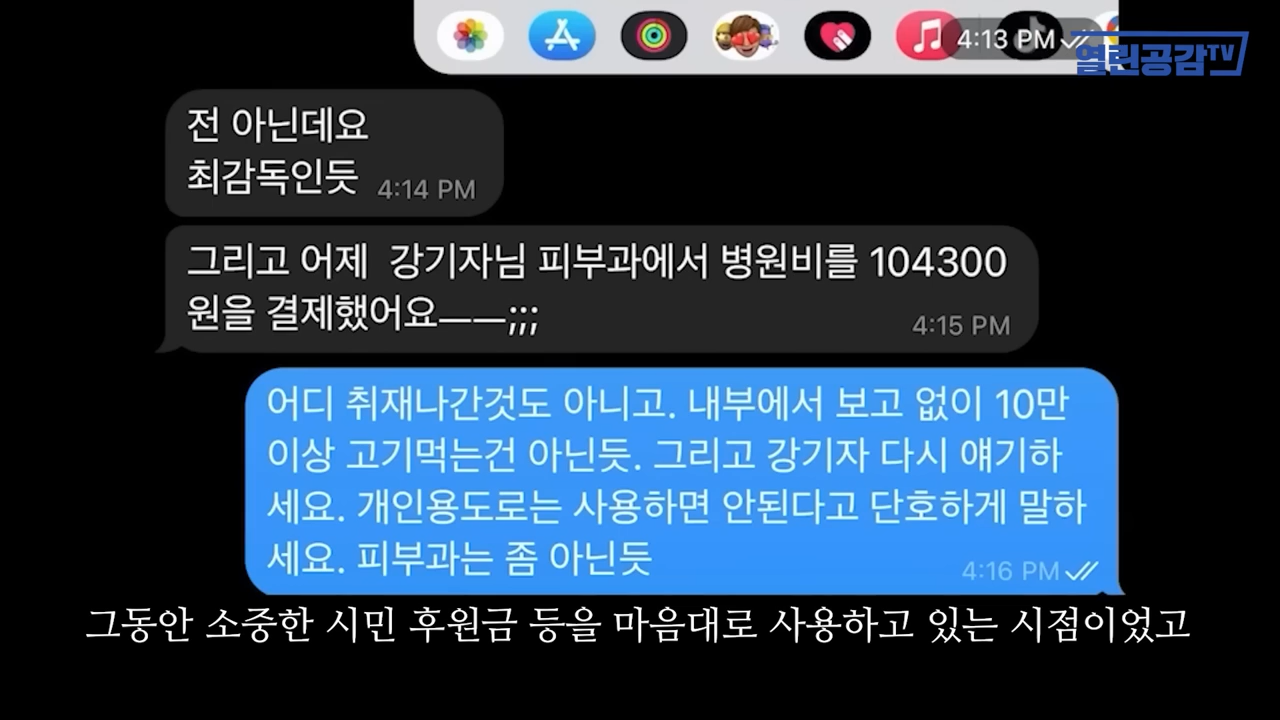 4:13 PM
열린공감TV
전 아닌데요
최감독인듯 4:14 PM
그리고 어제 강기자님 피부과에서 병원비를 104300
원을 결제했어요ㅡㅡ;;;
4:15 PM
어디 취재나간것도 아니고. 내부에서 보고 없이 10만
이상 고기먹는건 아닌듯. 그리고 강기자 다시 얘기하
세요. 개인용도로는 사용하면 안된다고 단호하게 말하
세요. 피부과는 좀 아닌듯
4:16 PM
그동안 소중한 시민 후원금 등을 마음대로 사용하고 있는 시점이었고